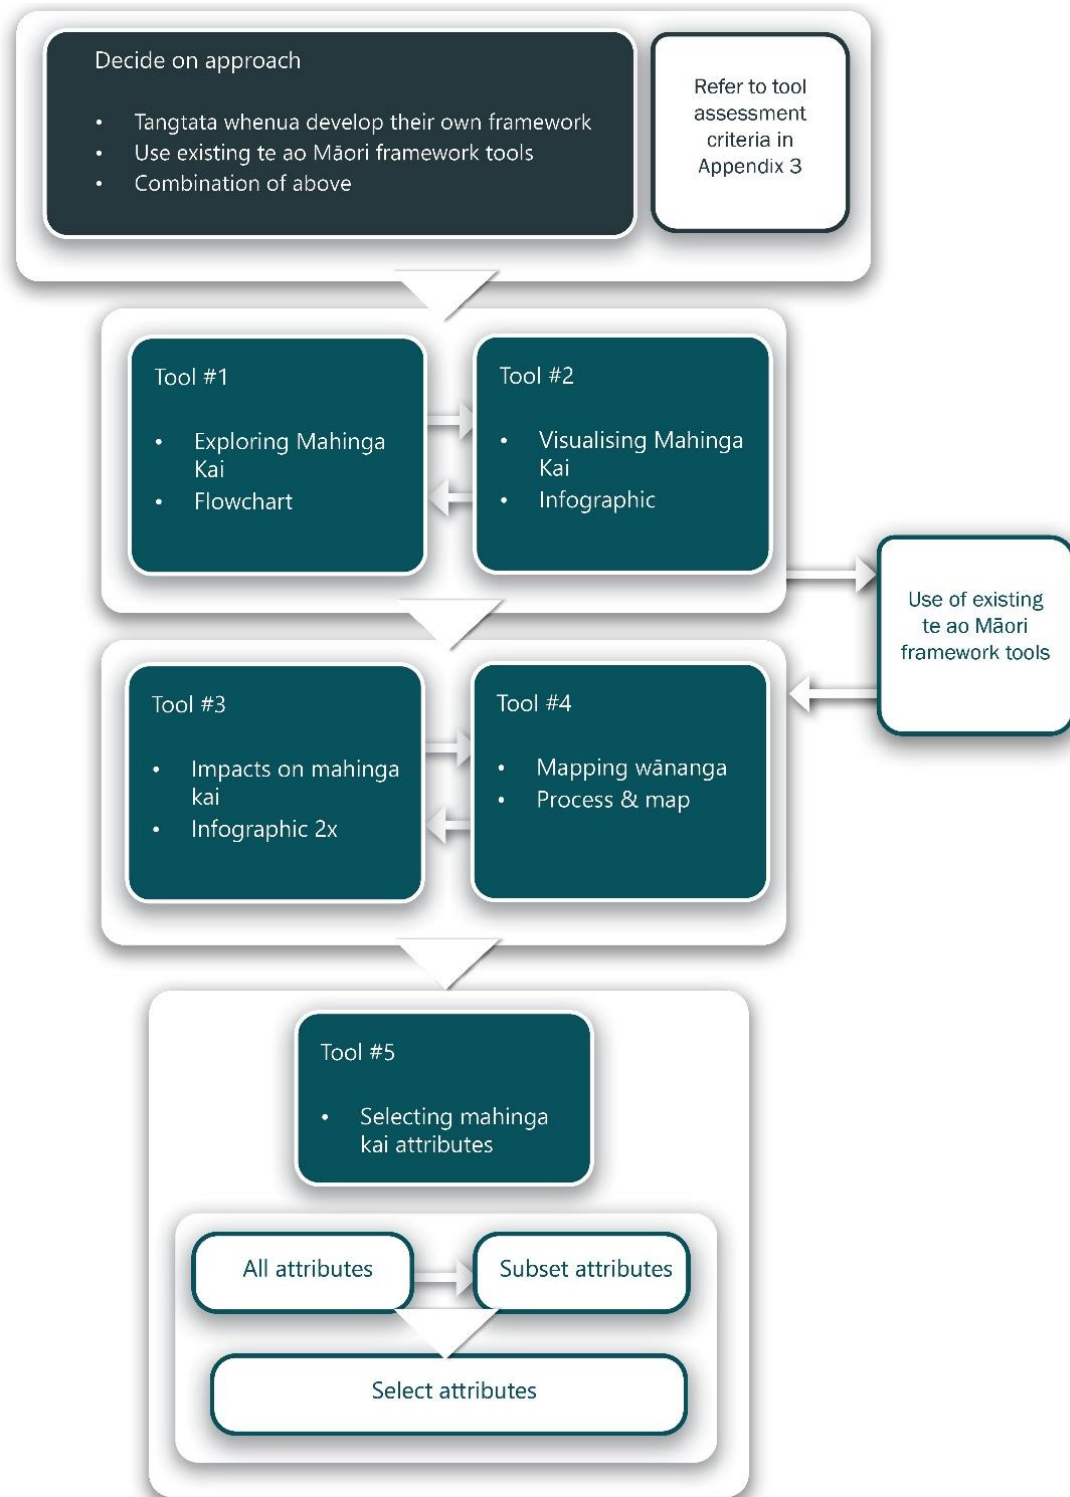 Decide on approach
• Tangtata whenua develop their own framework
• Use existing te ao Māori framework tools
• Combination of above
Refer to tool
assessment
criteria in
Appendix 3
Tool #1
• Exploring Mahinga
Kai
• Flowchart
Tool #2
• Visualising Mahinga
Kai
• Infographic
Use of existing
te ao Māori
framework tools
Tool #3
• Impacts on mahinga
kai
• Infographic 2x
Tool #4
• Mapping wānanga
• Process & map
Tool #5
• Selecting mahinga
kai attributes
All attributes
Subset attributes
Select attributes